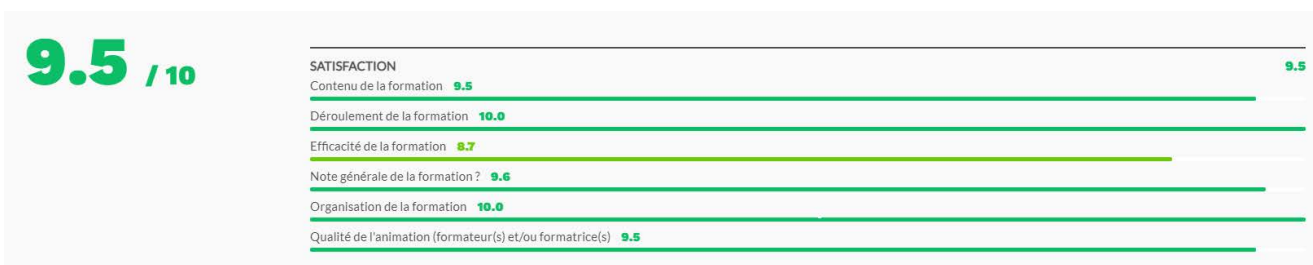 9.5 / 10
SATISFACTION 9.5
Contenu de la formation 9.5
Déroulement de la formation 10.0
Efficacité de la formation 8.7
Note générale de la formation ? 9.6
Organisation de la formation 10.0
Qualité de l'animation (formateur(s) et/ou formatrice(s) 9.5